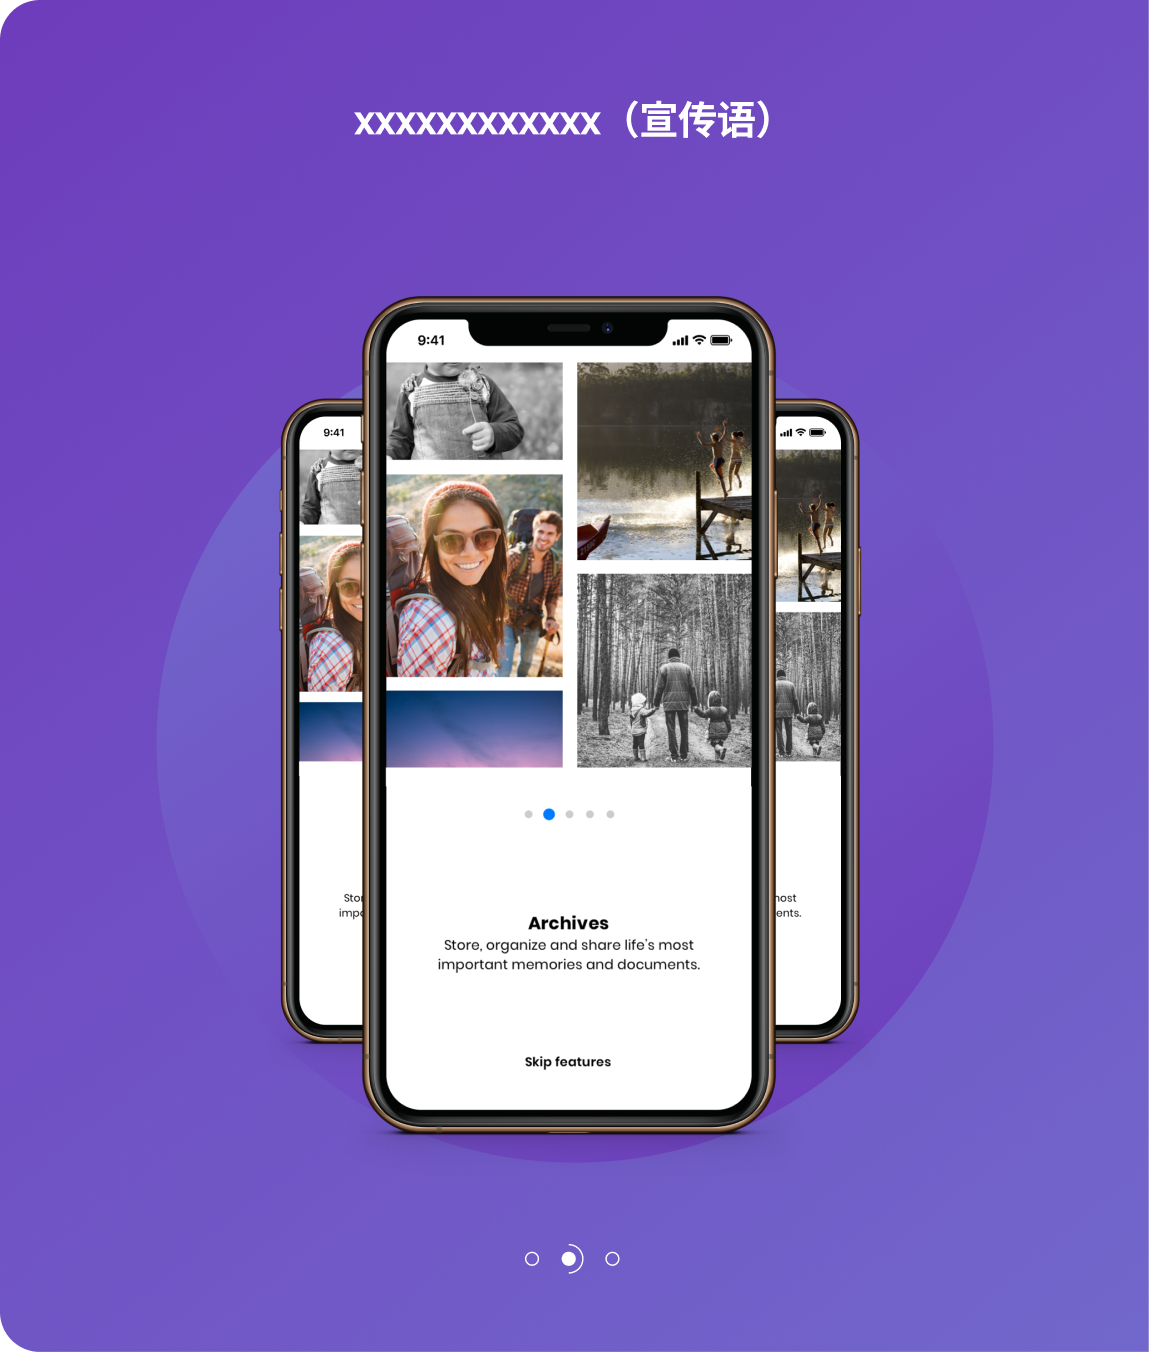 xxxxxxxxxxxx（宣传语）
9:41
9:41
Archives
Store, organize and share life's most
important memories and documents.
Skip features
Stor
impo
nost
ents.